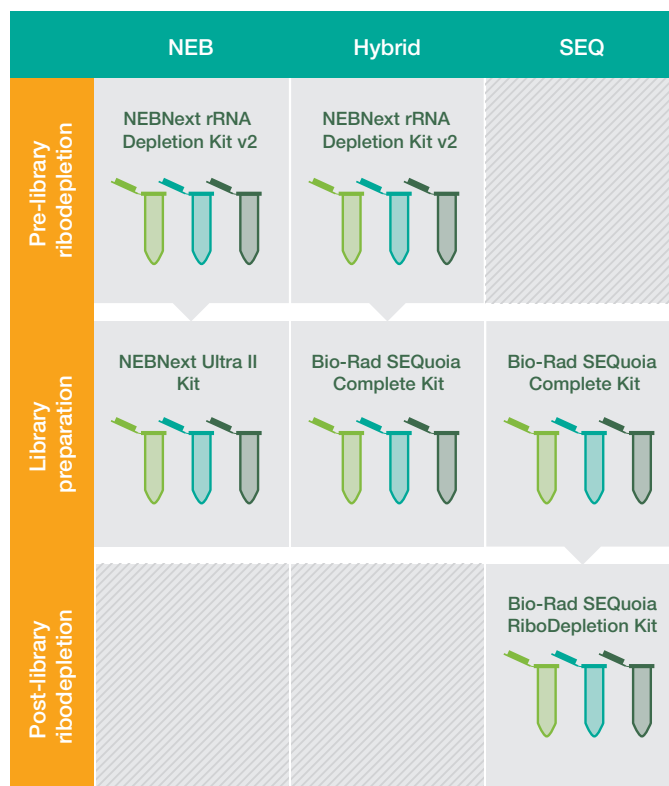 NEB
Hybrid
SEQ
Pre-library
ribodepletion
NEBNext rRNA
Depletion Kit v2
NEBNext rRNA
Depletion Kit v2
Library
preparation
NEBNext Ultra II
Kit
Bio-Rad SEQuoia
Complete Kit
Bio-Rad SEQuoia
Complete Kit
Post-library
ribodepletion
Bio-Rad SEQuoia
RiboDepletion Kit